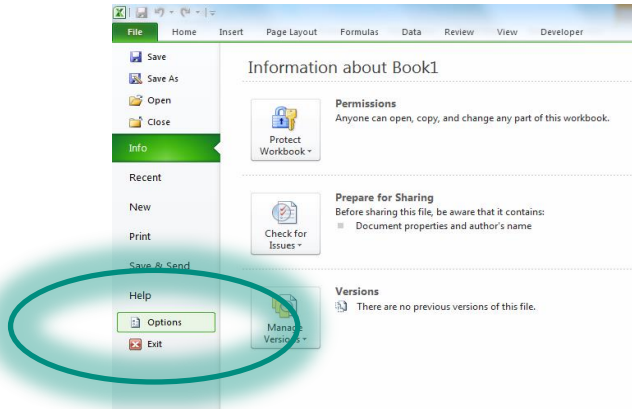 File Home Insert Page Layout Formulas Data Review View Developer
Save
Save As
Open
Close
Info
Recent
New
Print
Save & Send
Help
Options
Exit
Information about Book1
Protect
Workbook
Permissions
Anyone can open, copy, and change any part of this workbook.
Check for
Issues
Prepare for Sharing
Before sharing this file, be aware that it contains:
Document properties and author's name
Manage
Versions
Versions
There are no previous versions of this file.